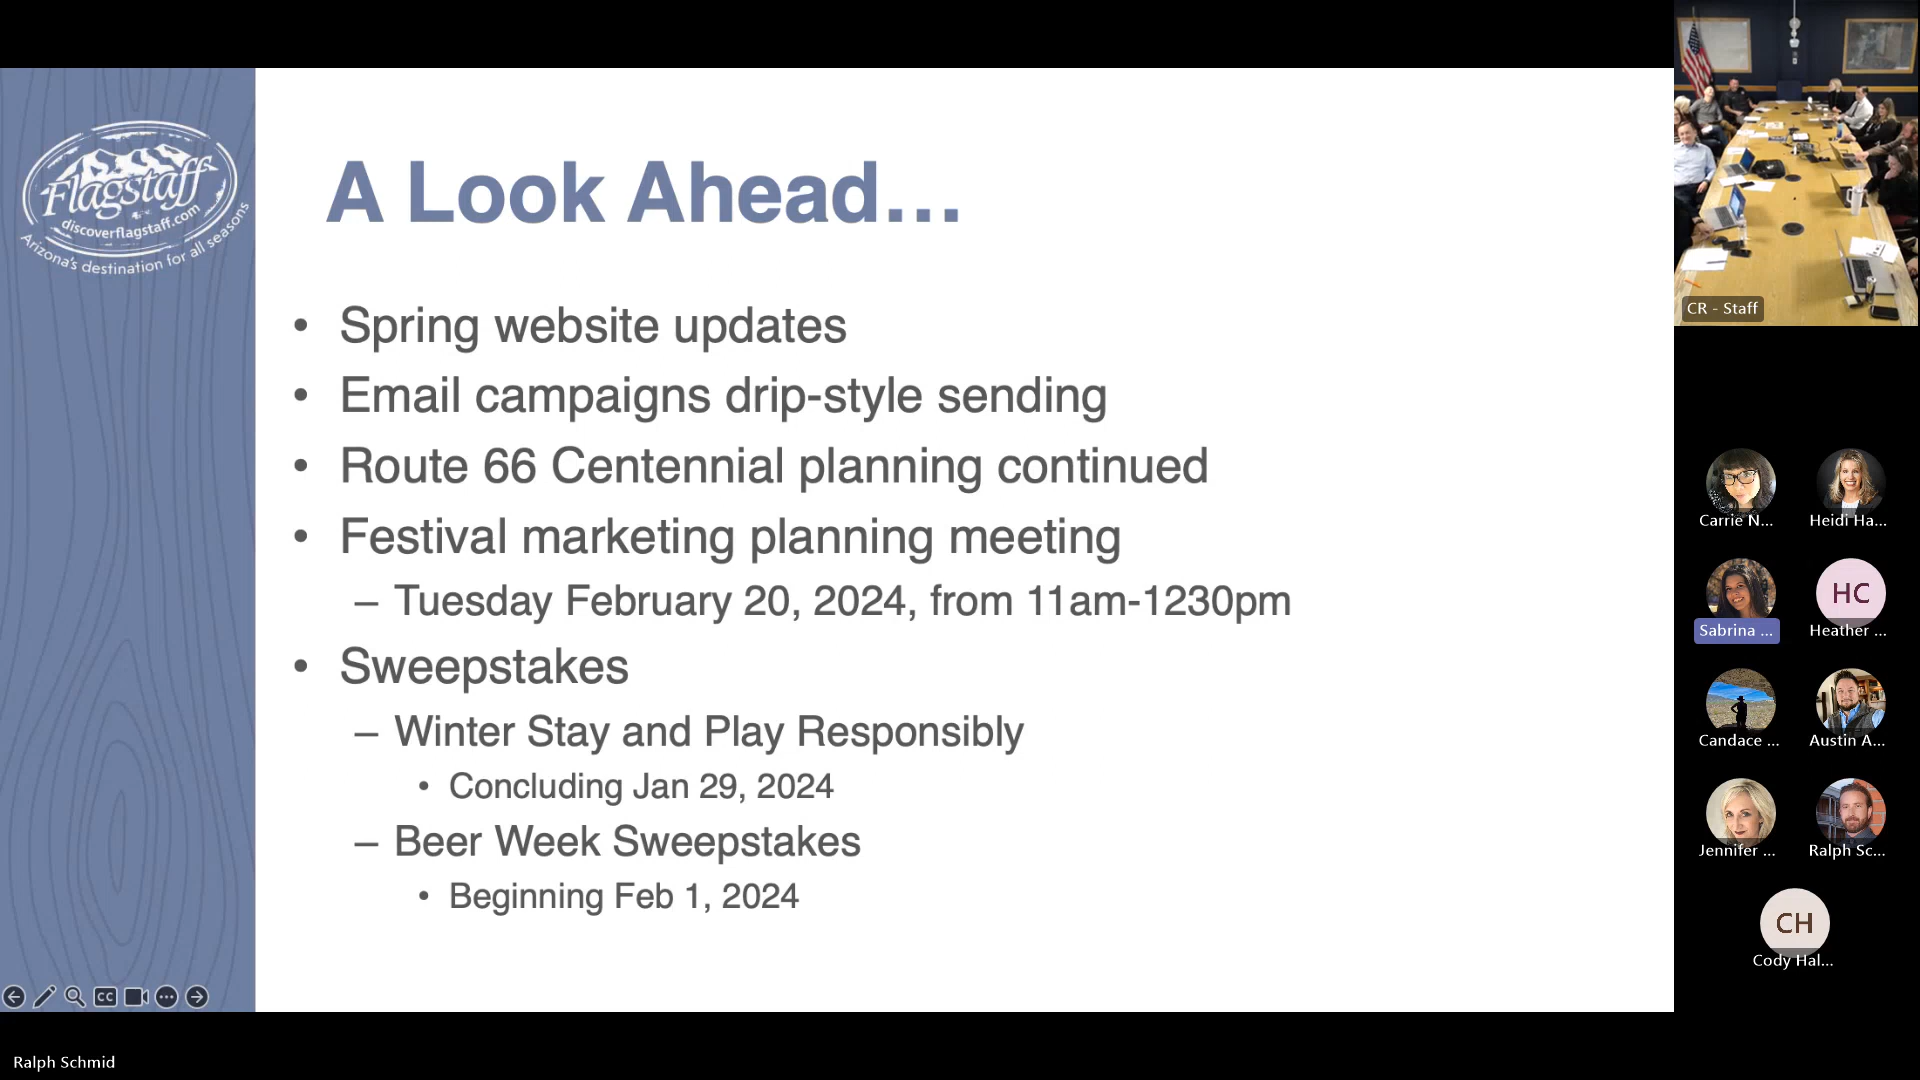 Flagstaff
discoverflagstaff.com
Arizona's destination for all seasons
A Look Ahead...
• Spring website updates
• Email campaigns drip-style sending
• Route 66 Centennial planning continued
• Festival marketing planning meeting
– Tuesday February 20, 2024, from 11am-1230pm
• Sweepstakes
– Winter Stay and Play Responsibly
• Concluding Jan 29, 2024
– Beer Week Sweepstakes
• Beginning Feb 1, 2024
CC
Ralph Schmid
CR - Staff
Carrie N...
Heidi Ha...
Sabrina ...
HC
Heather ...
Candace ...
Austin A...
Jennifer ...
Ralph Sc...
CH
Cody Hal...